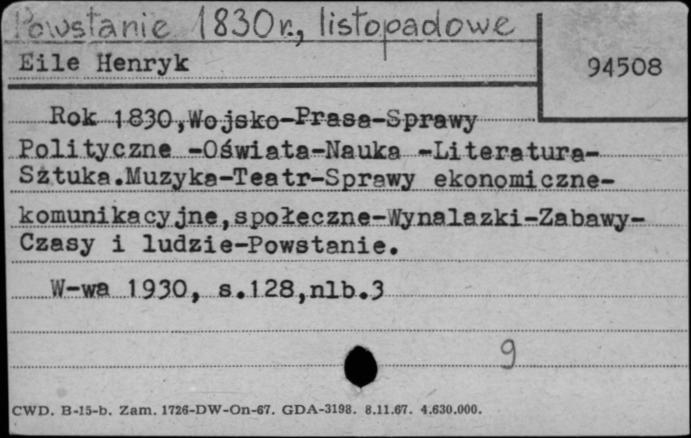 Powstanie 1830r., listopadowe
Eile Henryk
94508
Rok 1830,Wojsko-Prasa-Sprawy
Polityczne -Oświata-Nauka -Literatura-
Sztuka.Muzyka-Teatr-Sprawy ekonomiczne-
komunikacyjne,społeczne-Wynalazki-Zabawy-
Czasy i ludzie-Powstanie.
W-wa 1930, s.128,nlb.3
9
CWD. B-15-b. Zam. 1726-DW-On-67. GDA-3198. 8.11.67. 4.630.000.